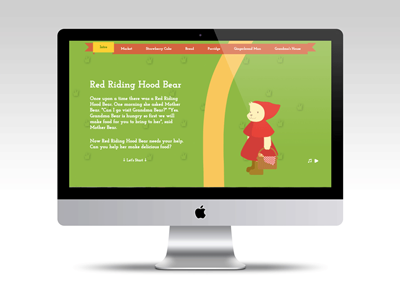 Intro Market Strawberry Cake Salad Porridge Gingerbread Men Grandma's House
Red Riding Hood Bear
Once upon a time there was a Red Riding
Hood Bear. One morning she asked Mother
Bear, "Can I go visit Grandma Bear?" "Yes
Grandma Bear is hungry so first we will
make food for you to bring to her", said
Mother Bear.
Now Red Riding Hood Bear needs your help.
Can you help her make delicious food?
Let's Start